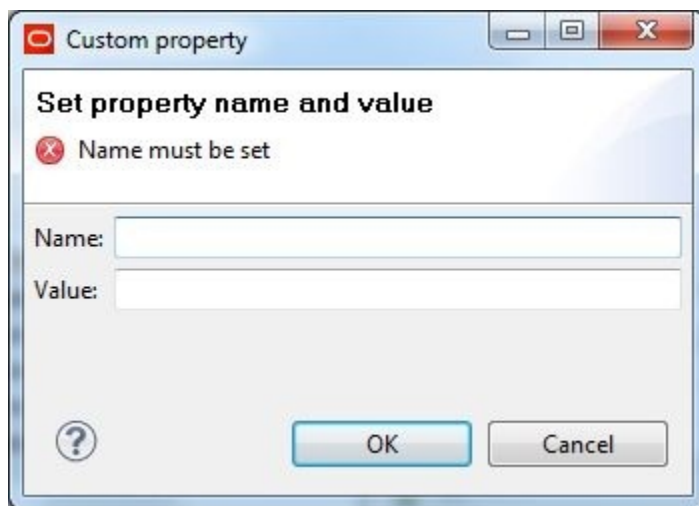 Custom property
Set property name and value
Name must be set
Name:
Value:
?
OK
Cancel